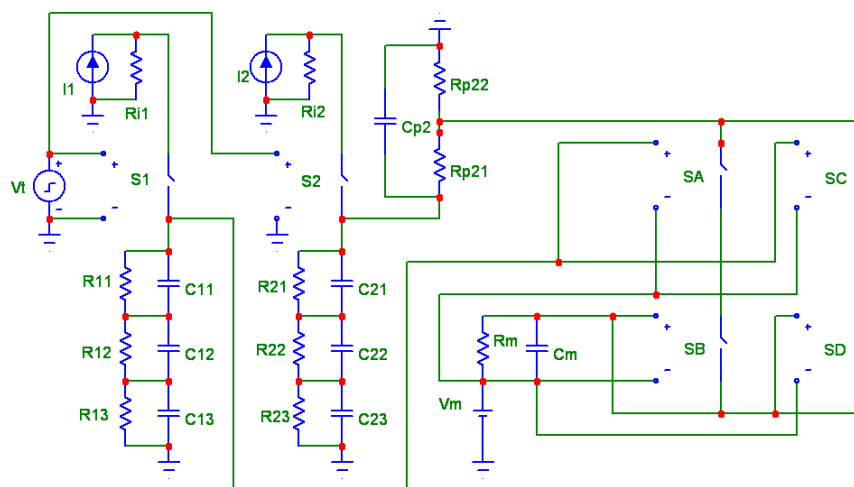 I1
Ri1
I2
Ri2
Rp22
Cp2
Rp21
Vt
+
-
+
-
S1
+
-
S2
+
-
SA
+
-
SC
R11
C11
R21
C21
R12
C12
R22
C22
R13
C13
R23
C23
Rm
Cm
Vm
+
-
SB
+
-
SD